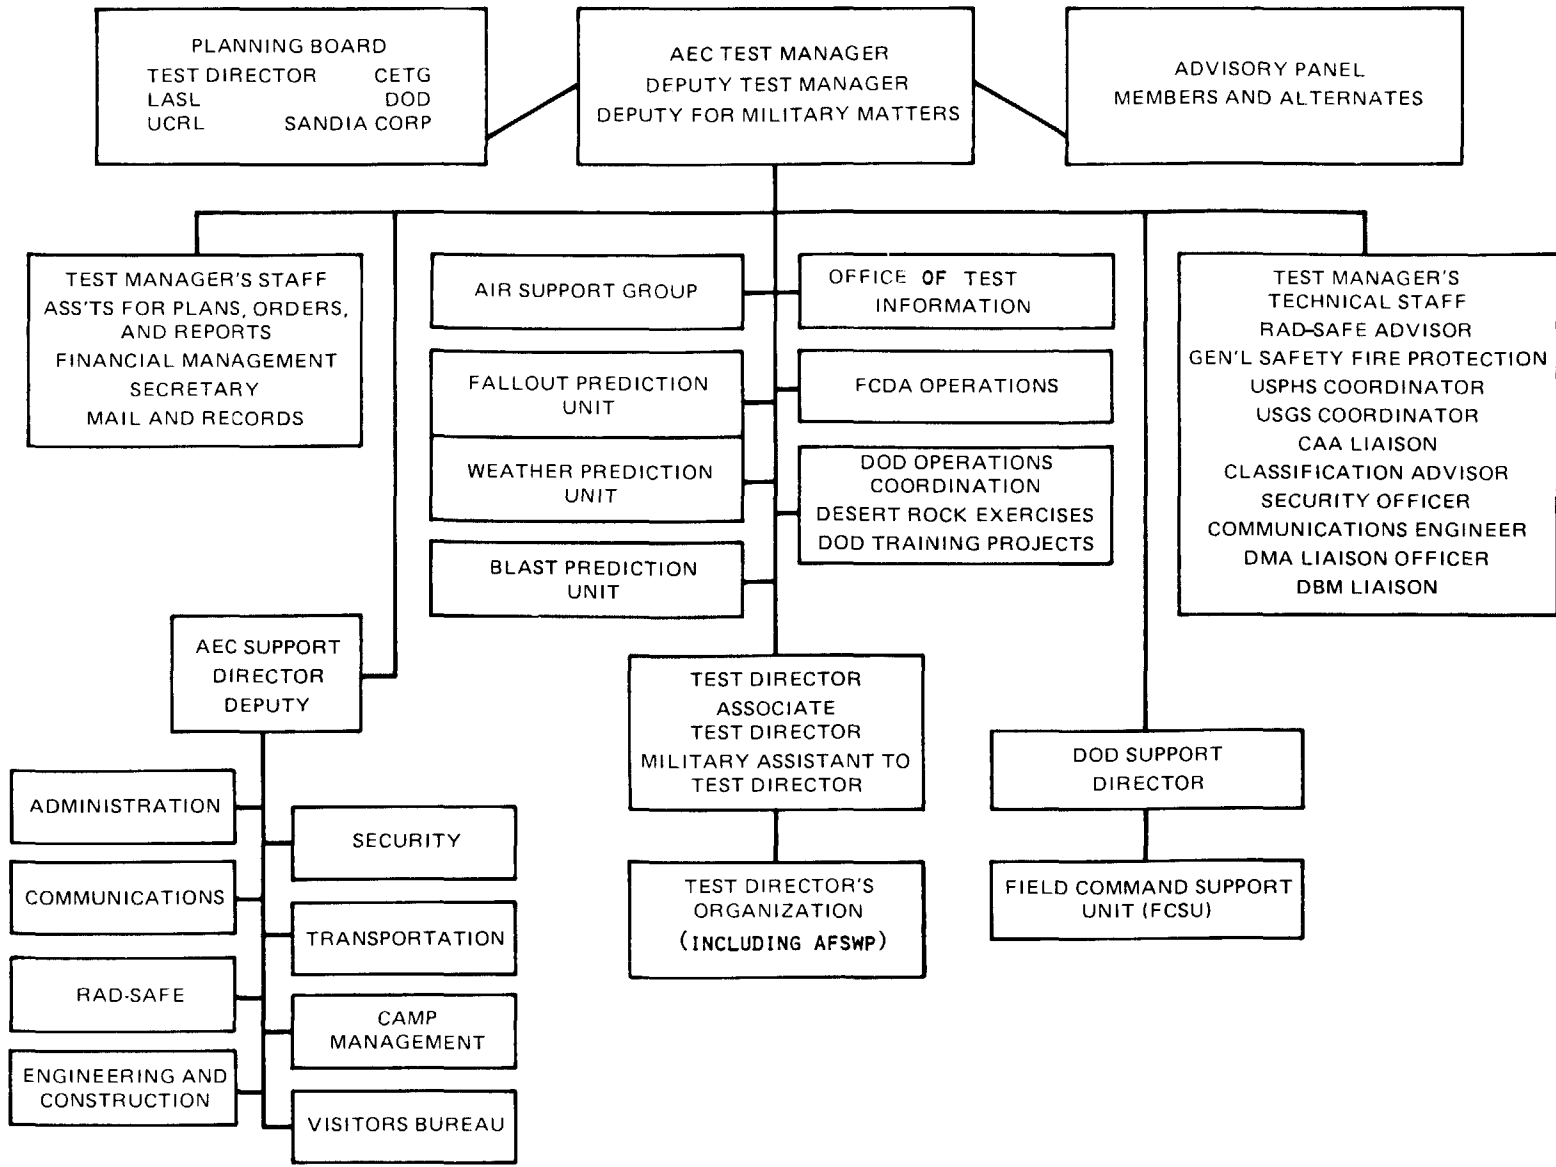 PLANNING BOARD
TEST DIRECTOR CETG
LASL DOD
UCRL SANDIA CORP
AEC TEST MANAGER
DEPUTY TEST MANAGER
DEPUTY FOR MILITARY MATTERS
ADVISORY PANEL
MEMBERS AND ALTERNATES
TEST MANAGER'S STAFF
ASS'TS FOR PLANS, ORDERS,
AND REPORTS
FINANCIAL MANAGEMENT
SECRETARY
MAIL AND RECORDS
AIR SUPPORT GROUP
OFFICE OF TEST
INFORMATION
FALLOUT PREDICTION
UNIT
FCDA OPERATIONS
WEATHER PREDICTION
UNIT
DOD OPERATIONS
COORDINATION
DESERT ROCK EXERCISES
DOD TRAINING PROJECTS
BLAST PREDICTION
UNIT
TEST MANAGER'S
TECHNICAL STAFF
RAD-SAFE ADVISOR
GEN'L SAFETY FIRE PROTECTION
USPHS COORDINATOR
USGS COORDINATOR
CAA LIAISON
CLASSIFICATION ADVISOR
SECURITY OFFICER
COMMUNICATIONS ENGINEER
DMA LIAISON OFFICER
DBM LIAISON
AEC SUPPORT
DIRECTOR
DEPUTY
TEST DIRECTOR
ASSOCIATE
TEST DIRECTOR
MILITARY ASSISTANT TO
TEST DIRECTOR
DOD SUPPORT
DIRECTOR
ADMINISTRATION
SECURITY
COMMUNICATIONS
TRANSPORTATION
RAD-SAFE
CAMP
MANAGEMENT
ENGINEERING AND
CONSTRUCTION
VISITORS BUREAU
TEST DIRECTOR'S
ORGANIZATION
(INCLUDING AFSWP)
FIELD COMMAND SUPPORT
UNIT (FCSU)